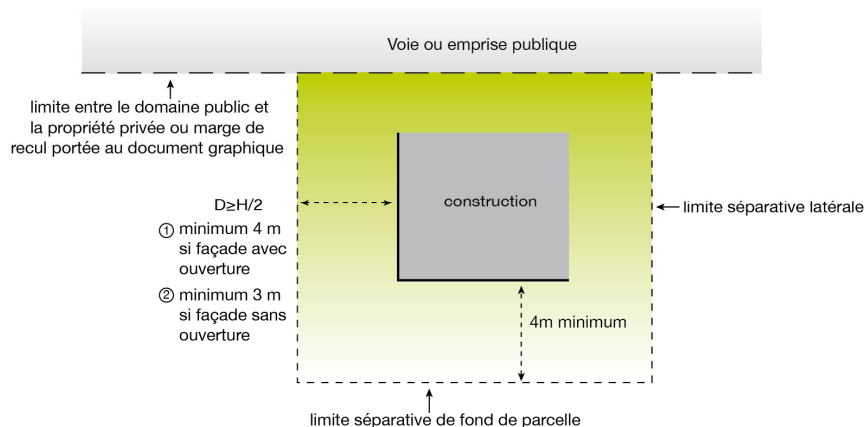 Voie ou emprise publique
limite entre le domaine public et
la propriété privée ou marge de
recul portée au document graphique
D≥H/2
① minimum 4 m
si façade avec
ouverture
② minimum 3 m
si façade sans
ouverture
construction
limite séparative latérale
4m minimum
limite séparative de fond de parcelle